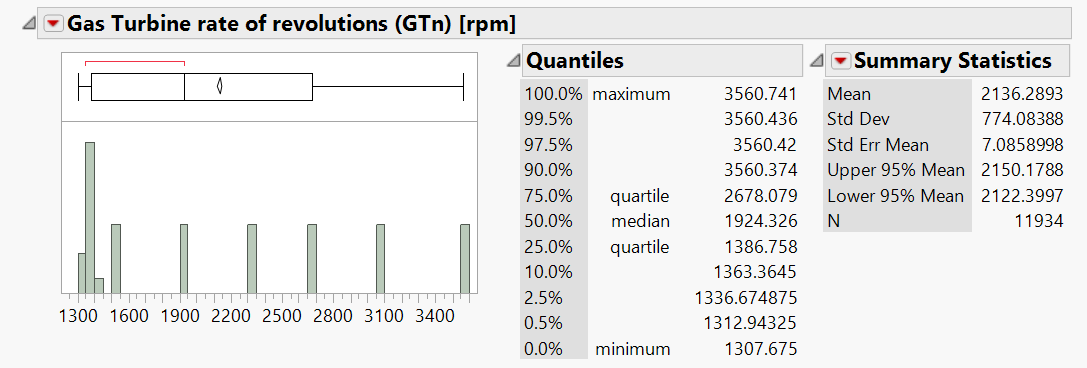 Gas Turbine rate of revolutions (GTn) [rpm]
1300 1600 1900 2200 2500 2800 3100 3400
Quantiles
100.0% maximum 3560.741
99.5% 3560.436
97.5% 3560.42
90.0% 3560.374
75.0% quartile 2678.079
50.0% median 1924.326
25.0% quartile 1386.758
10.0% 1363.3645
2.5% 1336.674875
0.5% 1312.94325
0.0% minimum 1307.675
Summary Statistics
Mean 2136.2893
Std Dev 774.08388
Std Err Mean 7.0858998
Upper 95% Mean 2150.1788
Lower 95% Mean 2122.3997
N 11934